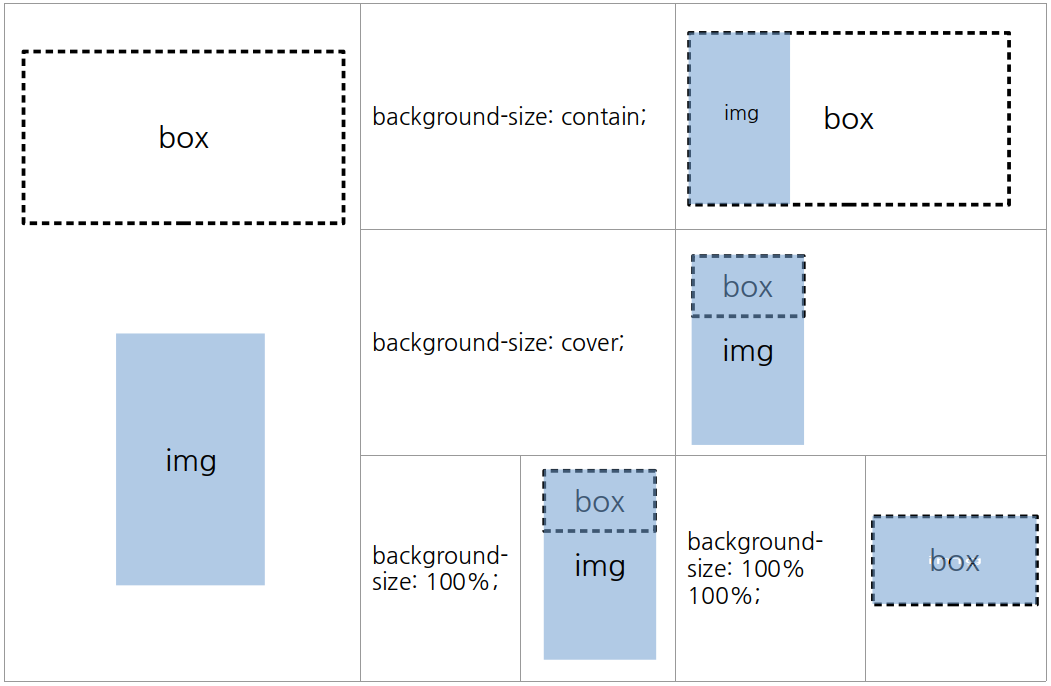 box
img
background-size: contain;
img
box
background-size: cover;
box
img
background-
size: 100%;
box
img
background-
size: 100%
100%;
box